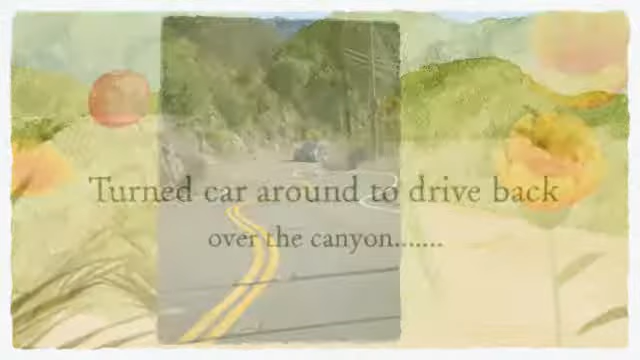 Turned car around to drive back
over the canyon.......